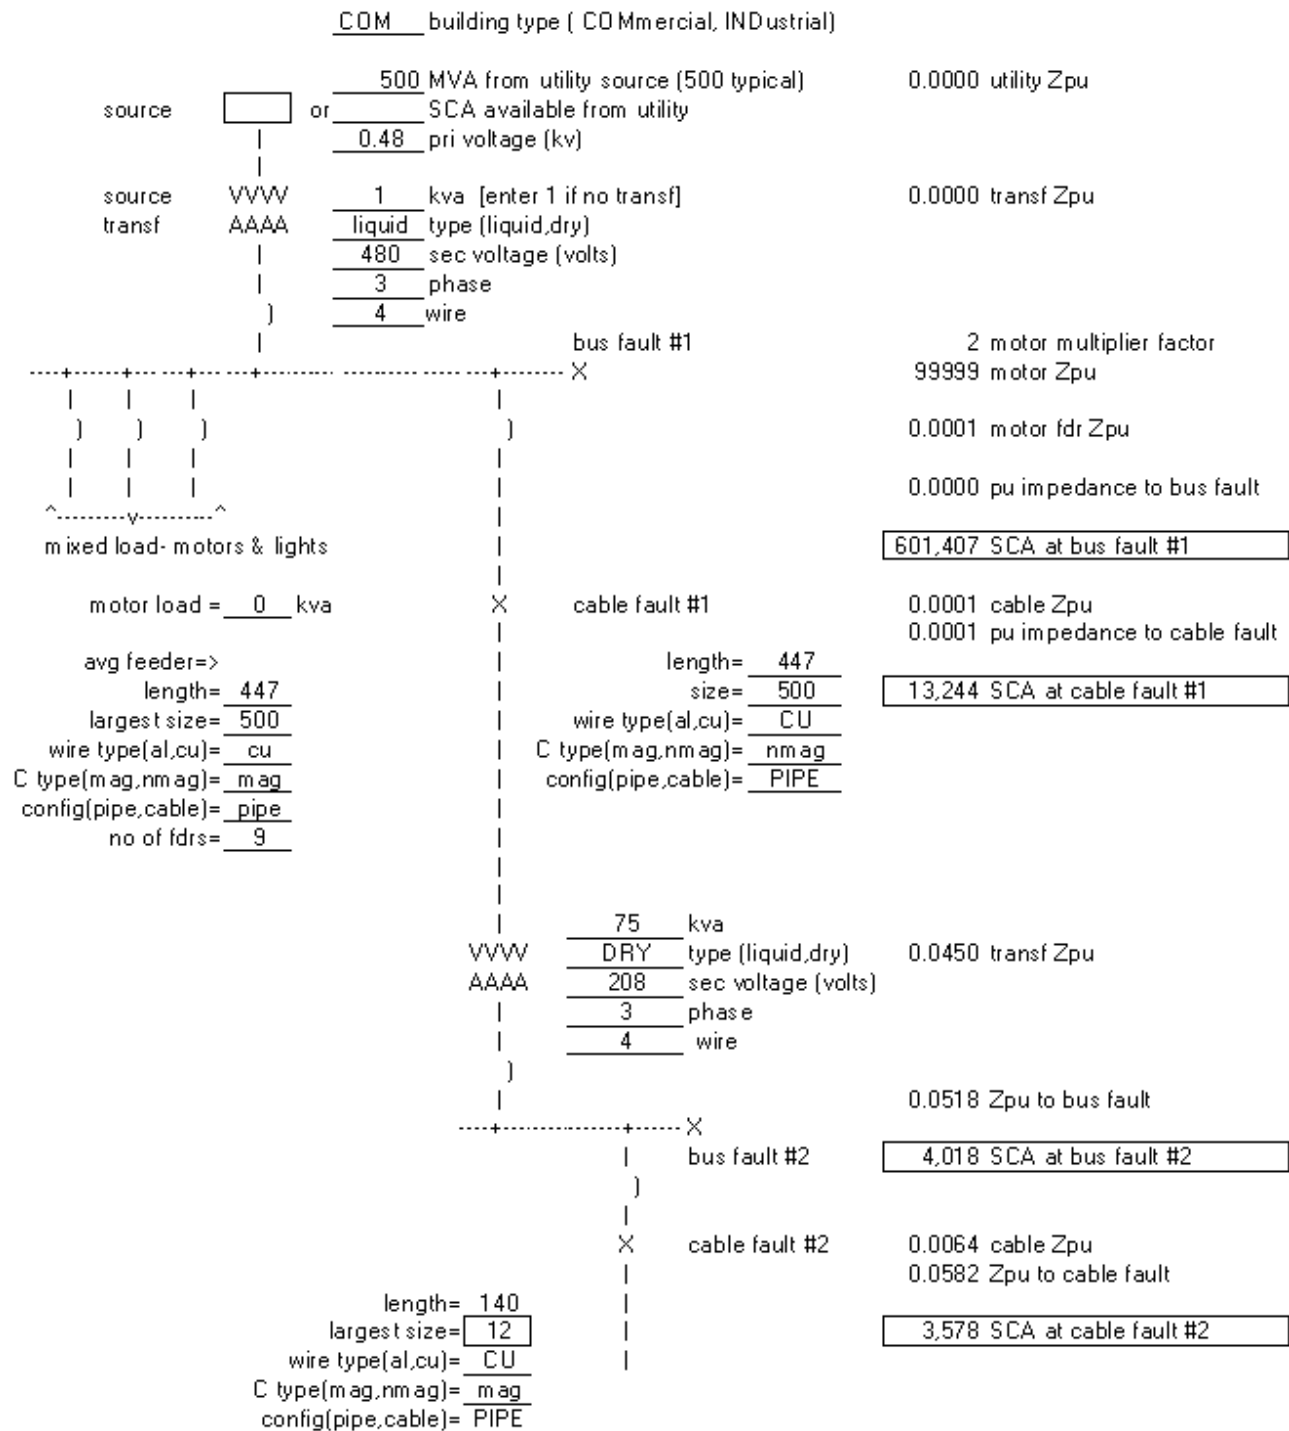 COM building type ( COMmercial, INDustrial)
500 MVA from utility source (500 typical) 0.0000 utility Zpu
source or SCA available from utility
0.48 pri voltage (kv)
source VVVV 1 kva [enter 1 if no transf] 0.0000 transf Zpu
transf AAAA liquid type (liquid,dry)
480 sec voltage (volts)
3 phase
) 4 wire
bus fault #1 2 motor multiplier factor
X 99999 motor Zpu
) ) ) ) 0.0001 motor fdr Zpu
0.0000 pu impedance to bus fault
^---------v---------^
mixed load- motors & lights 601,407 SCA at bus fault #1
motor load = 0 kva X cable fault #1 0.0001 cable Zpu
0.0001 pu impedance to cable fault
avg feeder=> length= 447
length= 447 size= 500 13,244 SCA at cable fault #1
largest size= 500 wire type(al,cu)= CU
wire type(al,cu)= cu C type(mag,nmag)= nmag
C type(mag,nmag)= mag config(pipe,cable)= PIPE
config(pipe,cable)= pipe
no of fdrs= 9
75 kva
VVVV DRY type (liquid,dry) 0.0450 transf Zpu
AAAA 208 sec voltage (volts)
3 phase
4 wire
)
0.0518 Zpu to bus fault
X
bus fault #2 4,018 SCA at bus fault #2
)
X cable fault #2 0.0064 cable Zpu
0.0582 Zpu to cable fault
length= 140
largest size= 12 3,578 SCA at cable fault #2
wire type(al,cu)= CU
C type(mag,nmag)= mag
config(pipe,cable)= PIPE